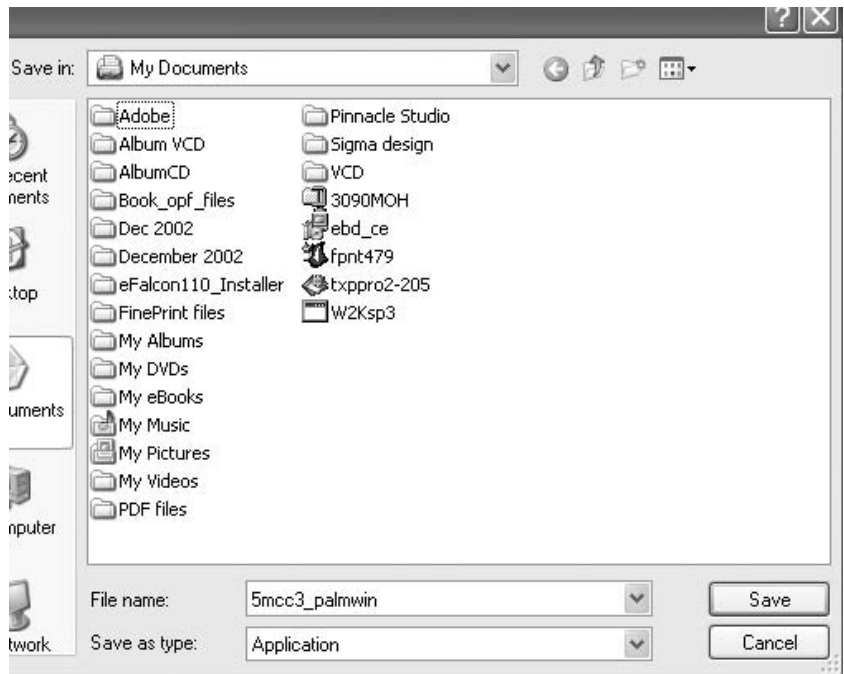 ?
Save in:
My Documents
Adobe
Album VCD
AlbumCD
Book_opf_files
Dec 2002
December 2002
eFalcon110_Installer
FinePrint files
My Albums
My DVDs
My eBooks
My Music
My Pictures
My Videos
PDF files
Pinnacle Studio
Sigma design
VCD
3090MOH
ebd_ce
fpnt479
txppro2-205
W2Ksp3
ecent
ments
ktop
uments
mputer
twork
File name:
5mcc3_palmwin
Save
Save as type:
Application
Cancel